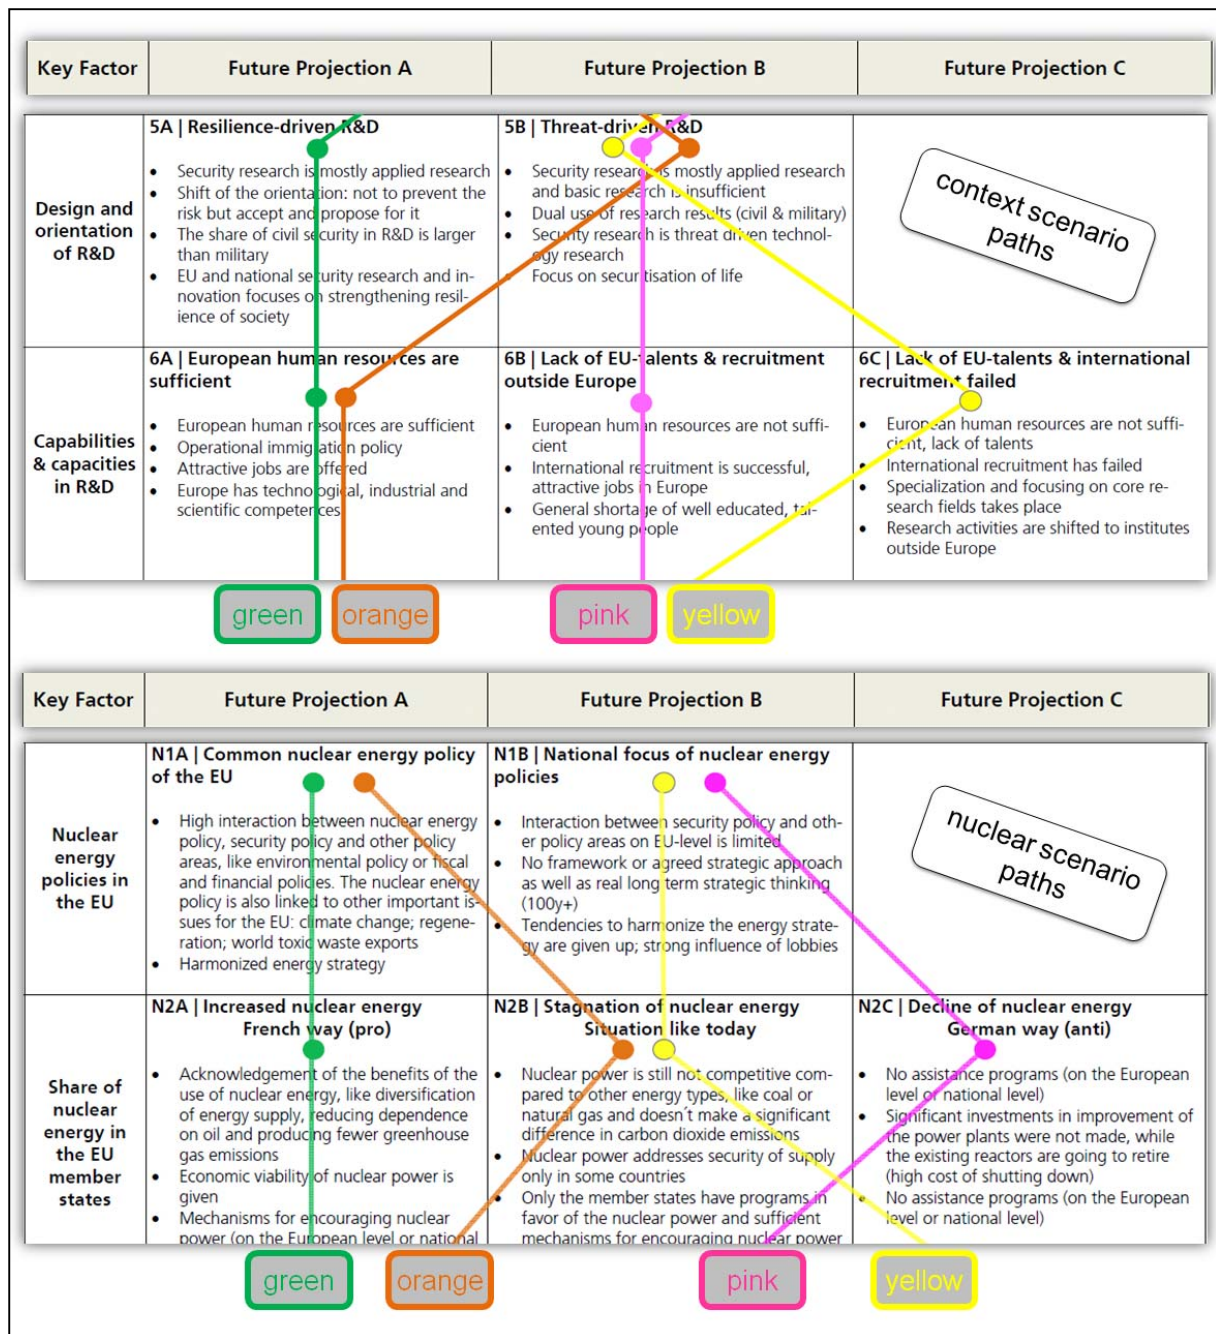 Key Factor
Future Projection A
Future Projection B
Future Projection C
Design and
orientation
of R&D
5A | Resilience-driven R&D
• Security research is mostly applied research
• Shift of the orientation: not to prevent the
risk but accept and propose for it
• The share of civil security in R&D is larger
than military
• EU and national security research and in-
novation focuses on strengthening resil-
ience of society
5B | Threat-driven R&D
• Security research is mostly applied research
and basic research is insufficient
• Dual use of research results (civil & military)
• Security research is threat driven technol-
ogy research
• Focus on securitisation of life
context scenario
paths
Capabilities
& capacities
in R&D
6A | European human resources are
sufficient
• European human resources are sufficient
• Operational immigration policy
• Attractive jobs are offered
• Europe has technological, industrial and
scientific competences
6B | Lack of EU-talents & recruitment
outside Europe
• European human resources are not suffi-
cient
• International recruitment is successful,
attractive jobs in Europe
• General shortage of well educated, tal-
ented young people
6C | Lack of EU-talents & international
recruitment failed
• European human resources are not suffi-
cient, lack of talents
• International recruitment has failed
• Specialization and focusing on core re-
search fields takes place
• Research activities are shifted to institutes
outside Europe
green
orange
pink
yellow
Key Factor
Future Projection A
Future Projection B
Future Projection C
Nuclear
energy
policies in
the EU
N1A | Common nuclear energy policy
of the EU
• High interaction between nuclear energy
policy, security policy and other policy
areas, like environmental policy or fiscal
and financial policies. The nuclear energy
policy is also linked to other important is-
sues for the EU: climate change; regene-
ration; world toxic waste exports
• Harmonized energy strategy
N1B | National focus of nuclear energy
policies
• Interaction between security policy and oth-
er policy areas on EU-level is limited
• No framework or agreed strategic approach
as well as real long term strategic thinking
(100y+)
• Tendencies to harmonize the energy strate-
gy are given up; strong influence of lobbies
nuclear scenario
paths
Share of
nuclear
energy in
the EU
member
states
N2A | Increased nuclear energy
French way (pro)
• Acknowledgement of the benefits of the
use of nuclear energy, like diversification
of energy supply, reducing dependence
on oil and producing fewer greenhouse
gas emissions
• Economic viability of nuclear power is
given
• Mechanisms for encouraging nuclear
power (on the European level or national
N2B | Stagnation of nuclear energy
Situation like today
• Nuclear power is still not competitive com-
pared to other energy types, like coal or
natural gas and doesn´t make a significant
difference in carbon dioxide emissions
• Nuclear power addresses security of supply
only in some countries
• Only the member states have programs in
favor of the nuclear power and sufficient
mechanisms for encouraging nuclear power
N2C | Decline of nuclear energy
German way (anti)
• No assistance programs (on the European
level or national level)
• Significant investments in improvement of
the power plants were not made, while
the existing reactors are going to retire
(high cost of shutting down)
• No assistance programs (on the European
level or national level)
green
orange
pink
yellow